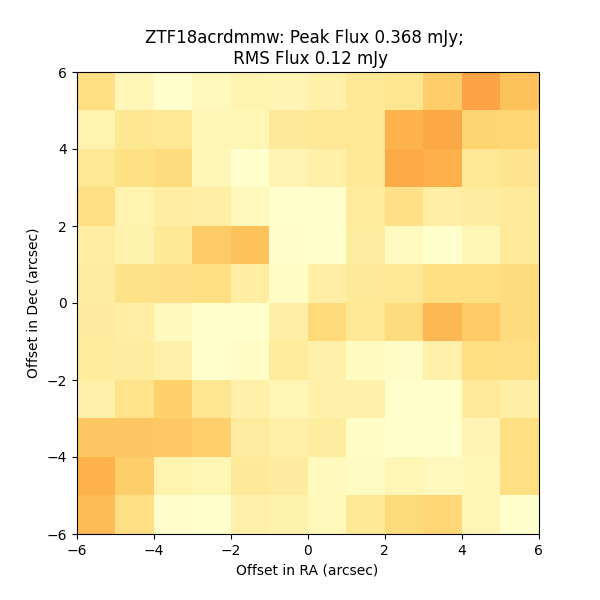 ZTF18acrdmmw: Peak Flux 0.368 mJy;
RMS Flux 0.12 mJy
6
4
2
0
−2
−4
−6
Offset in Dec (arcsec)
−6 −4 −2 0 2 4 6
Offset in RA (arcsec)